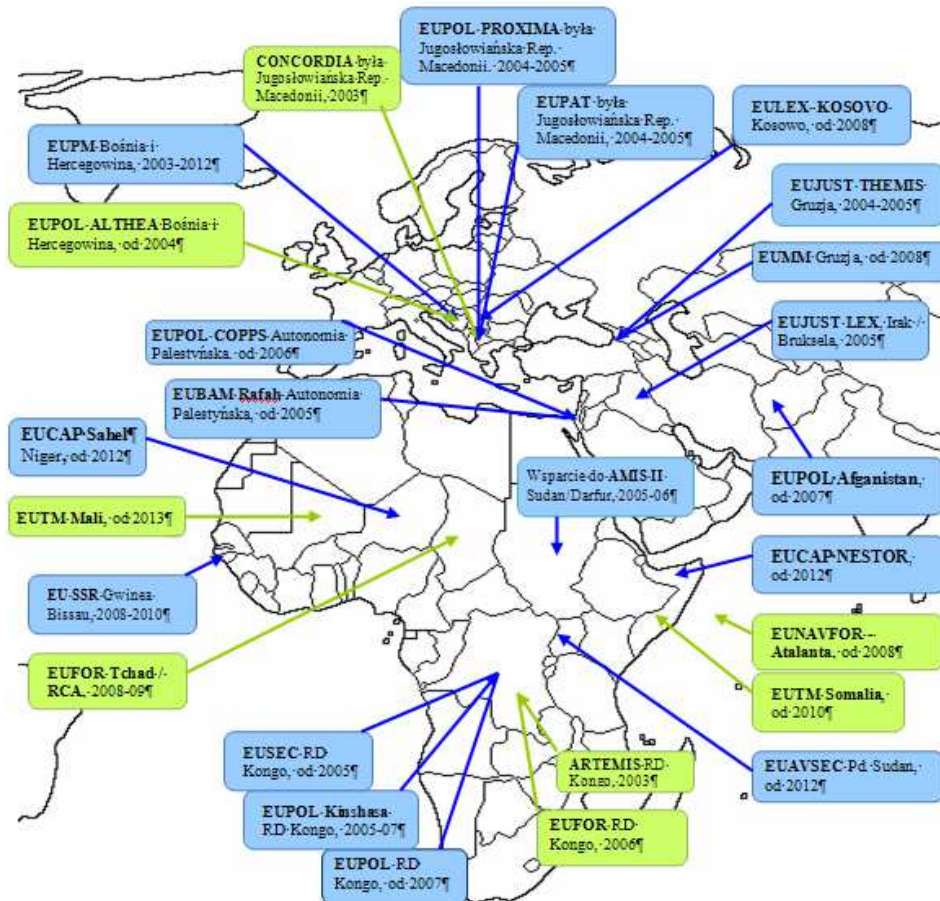 EUPOL PROXIMA była
Jugosłowiańska Rep.
Macedonii. 2004-2005¶
CONCORDIA była
Jugosłowiańska Rep.
Macedonii, 2003¶
EUPAT była
Jugosłowiańska Rep.
Macedonii, 2004-2005¶
EULEX KOSOVO
Kosowo, od 2008¶
EUPM Bośnia i
Hercegowina, 2003-2012¶
EUJUST THEMIS
Gruzja, 2004-2005¶
EUPOL ALTHEA Bośnia i
Hercegowina, od 2004¶
EUMM Gruzja, od 2008¶
EUPOL COPPS Autonomia
Palestyńska. od 2006¶
EUJUST LEX, Irak /
Bruksela, 2005¶
EUBAM Rafah Autonomia
Palestyńska, od 2005¶
EUCAP Sahel¶
Niger, od 2012¶
Wsparcie do AMIS II
Sudan/Darfur, 2005-06¶
EUPOL Afganistan,
od 2007¶
EUTM Mali, od 2013¶
EUCAP NESTOR,
od 2012¶
EU SSR Gwinea
Bissau, 2008-2010¶
EUNAVFOR –
Atalanta, od 2008¶
EUFOR Tchad /
RCA, 2008-09¶
EUTM Somalia,
od 2010¶
EUSEC RD
Kongo, od 2005¶
ARTEMIS RD
Kongo, 2003¶
EUAVSEC Pd. Sudan,
od 2012¶
EUPOL Kinshasa
RD Kongo, 2005-07¶
EUFOR RD
Kongo, 2006¶
EUPOL RD
Kongo, od 2007¶